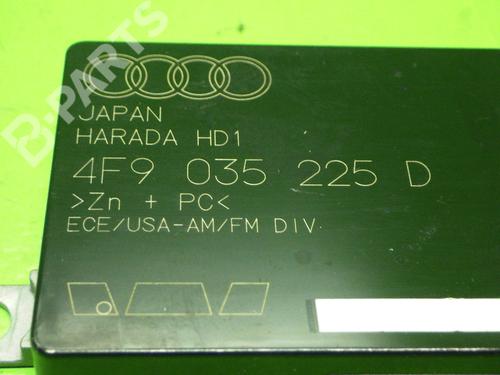 JAPAN
HARADA HD1
4F9 035 225 D
>Zn + PC<
ECE/USA-AM/FM DIV.
B-PARTS